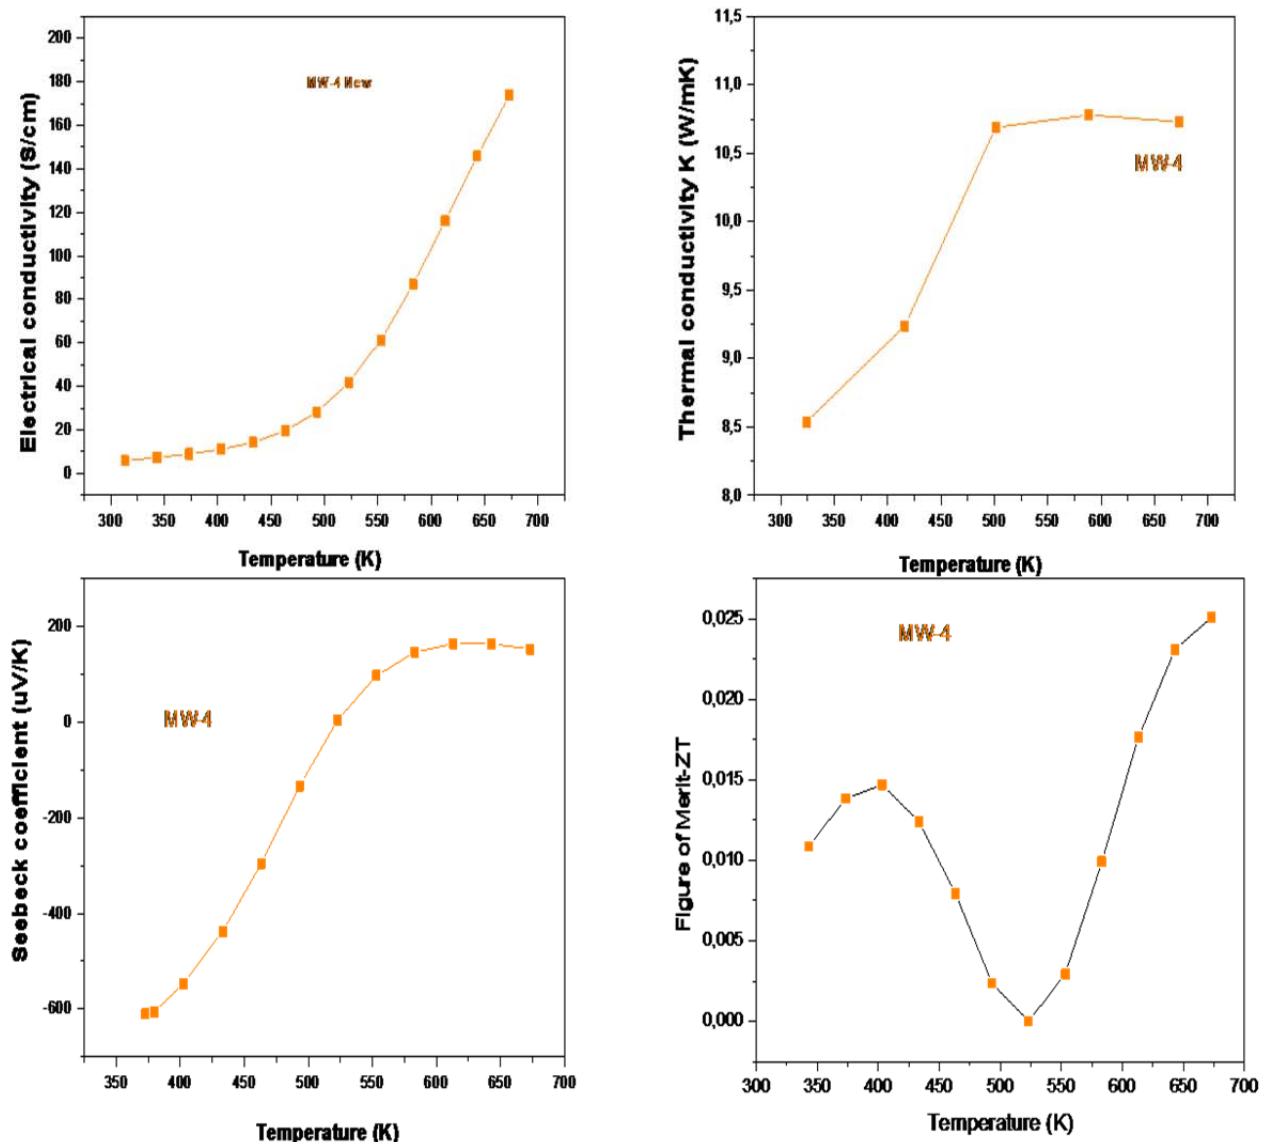 200
180
160
140
120
100
80
60
40
20
0
Electrical conductivity (S/cm)
MW-4 New
300 350 400 450 500 550 600 650 700
Temperature (K)
11,5
11,0
10,5
10,0
9,5
9,0
8,5
8,0
Thermal conductivity K (W/mK)
MW-4
300 400 500 600 700
Temperature (K)
200
0
-200
-400
-600
Seebeck coefficient (uV/K)
MW-4
350 400 450 500 550 600 650 700
Temperature (K)
0,025
0,020
0,015
0,010
0,005
0,000
Figure of Merit-ZT
MW-4
300 350 400 450 500 550 600 650 700
Temperature (K)